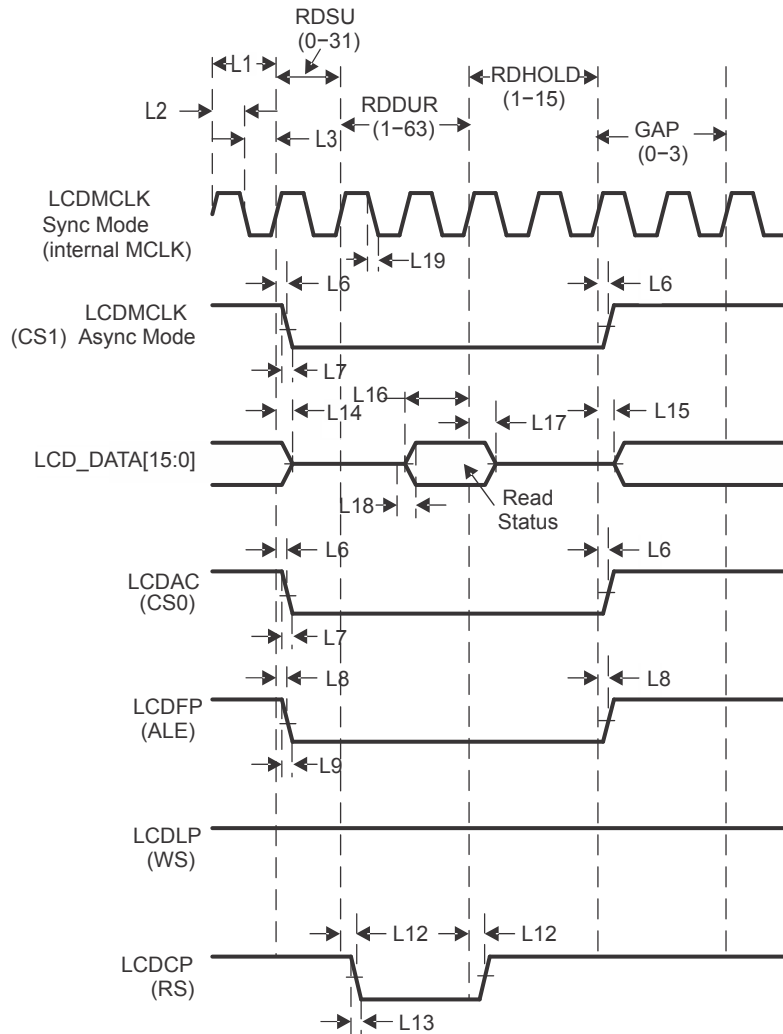 RDSU
(0−31)
L1
RDHOLD
(1−15)
L2
RDDUR
(1−63)
GAP
(0−3)
L3
LCDMCLK
Sync Mode
(internal MCLK)
L19
L6
L6
LCDMCLK
(CS1) Async Mode
L7
L16
L14
L17
L15
LCD_DATA[15:0]
L18
Read
Status
L6
L6
LCDAC
(CS0)
L7
L8
L8
LCDFP
(ALE)
L9
LCDLP
(WS)
L12
L12
LCDCP
(RS)
L13